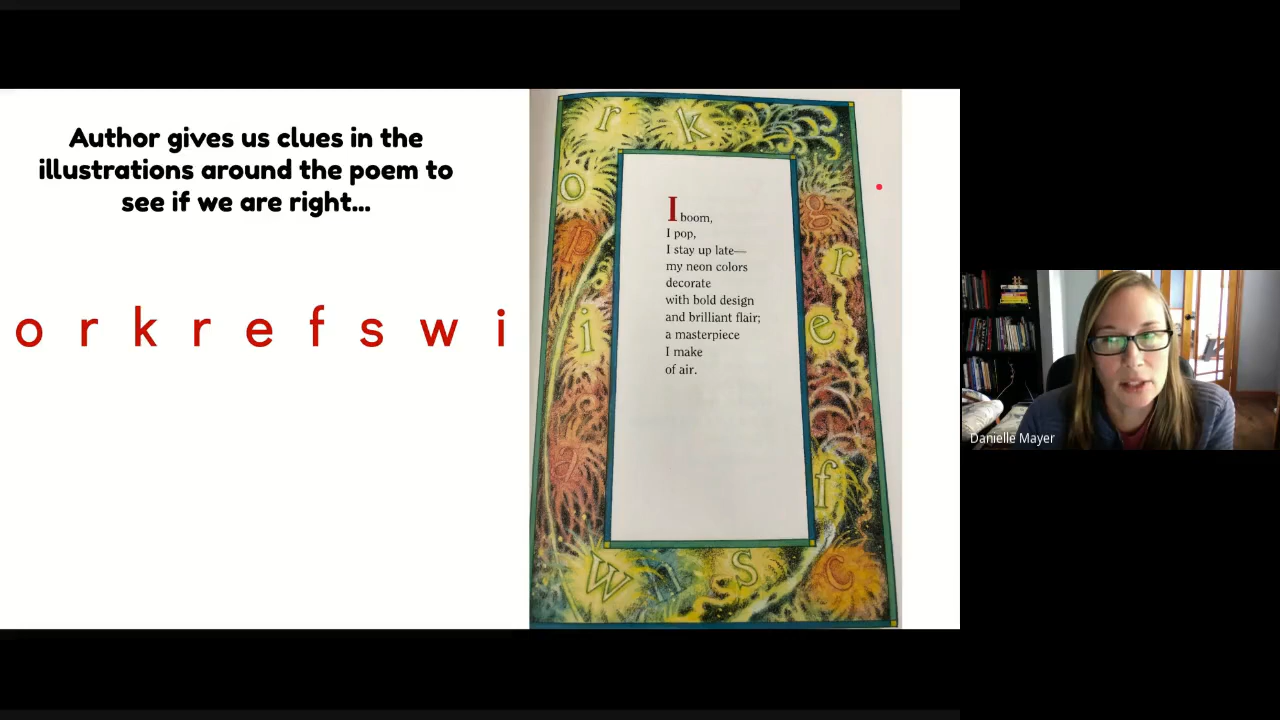 Author gives us clues in the
illustrations around the poem to
see if we are right...
o r k r e f s w i
r k
o
p
i
a
w n s c
g
r
e
f
I boom,
I pop,
I stay up late—
my neon colors
decorate
with bold design
and brilliant flair;
a masterpiece
I make
of air.
Danielle Mayer